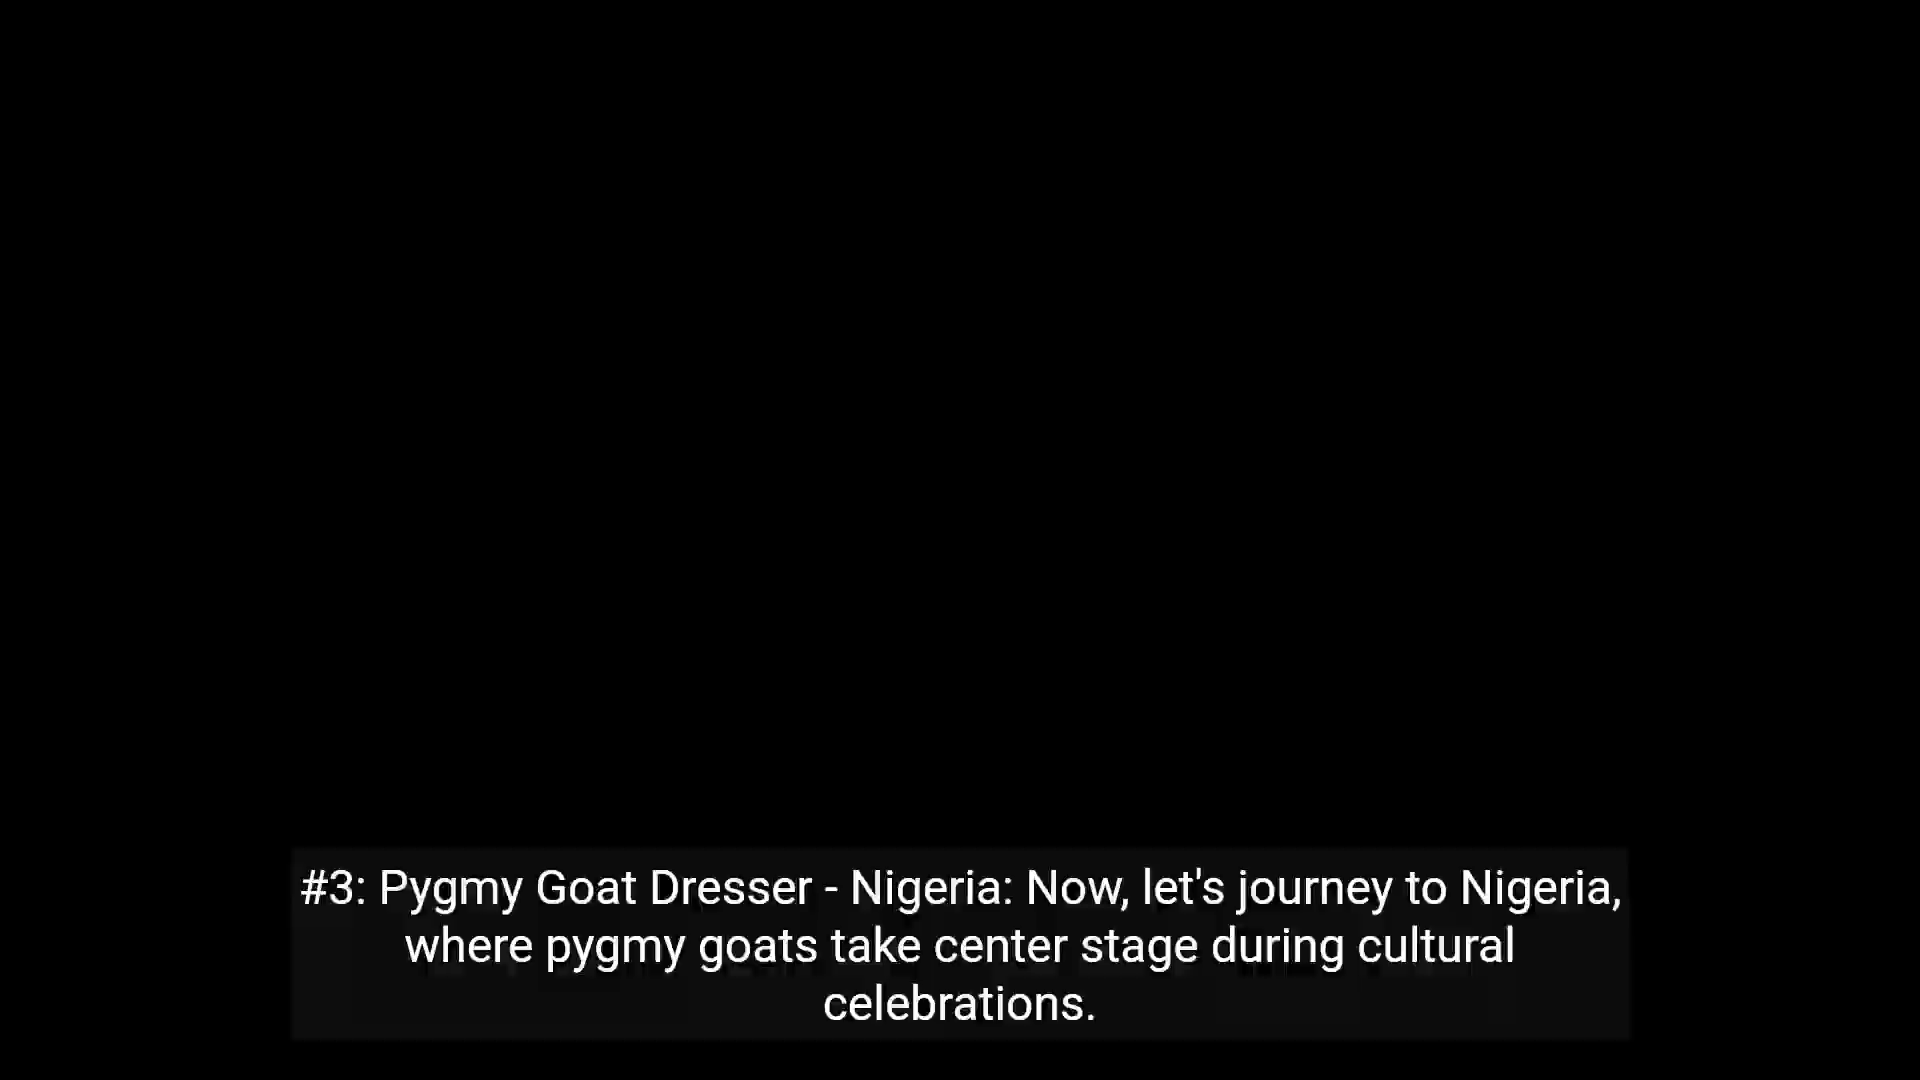 #3: Pygmy Goat Dresser - Nigeria: Now, let's journey to Nigeria,
where pygmy goats take center stage during cultural
celebrations.